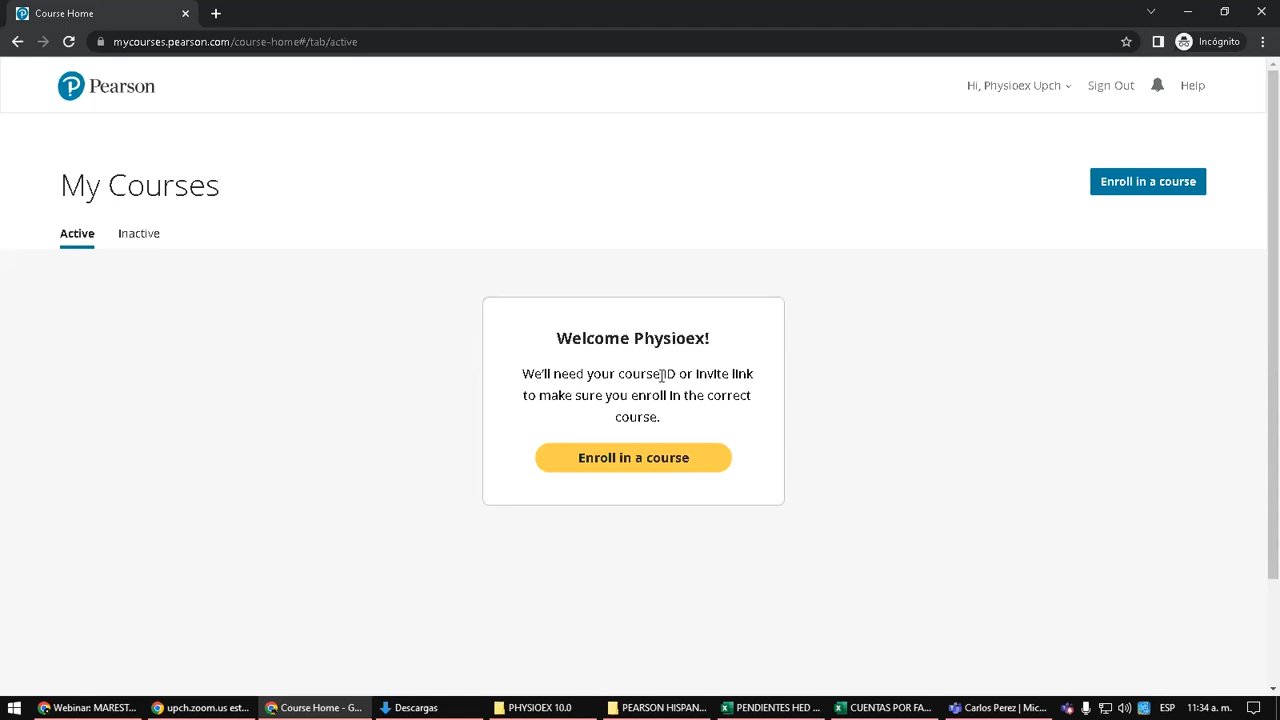 Course Home
mycourses.pearson.com/course-home#/tab/active
Incógnito
Pearson
Hi, Physioex Upch
Sign Out
Help
My Courses
Enroll in a course
Active
Inactive
Welcome Physioex!
We'll need your course ID or invite link
to make sure you enroll in the correct
course.
Enroll in a course
Webinar: MAREST...
upch.zoom.us est...
Course Home - G...
Descargas
PHYSIOEX 10.0
PEARSON HISPAN...
PENDIENTES HED ...
CUENTAS POR FA...
Carlos Perez | Mic...
ESP
11:34 a. m.